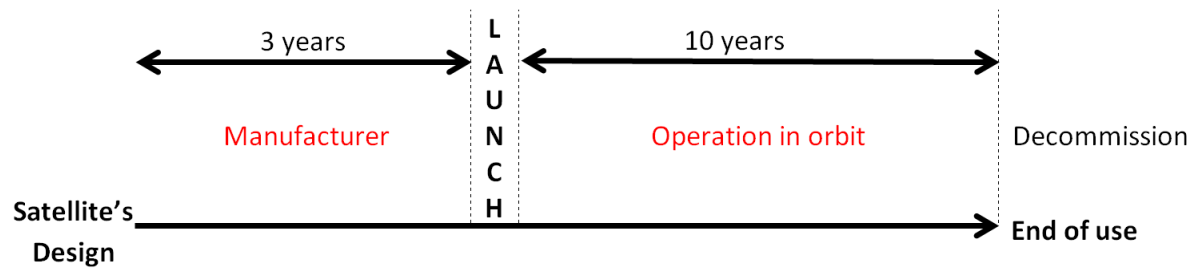 3 years
L
A
U
N
C
H
10 years
Manufacturer
Operation in orbit
Decommission
Satellite's
Design
End of use